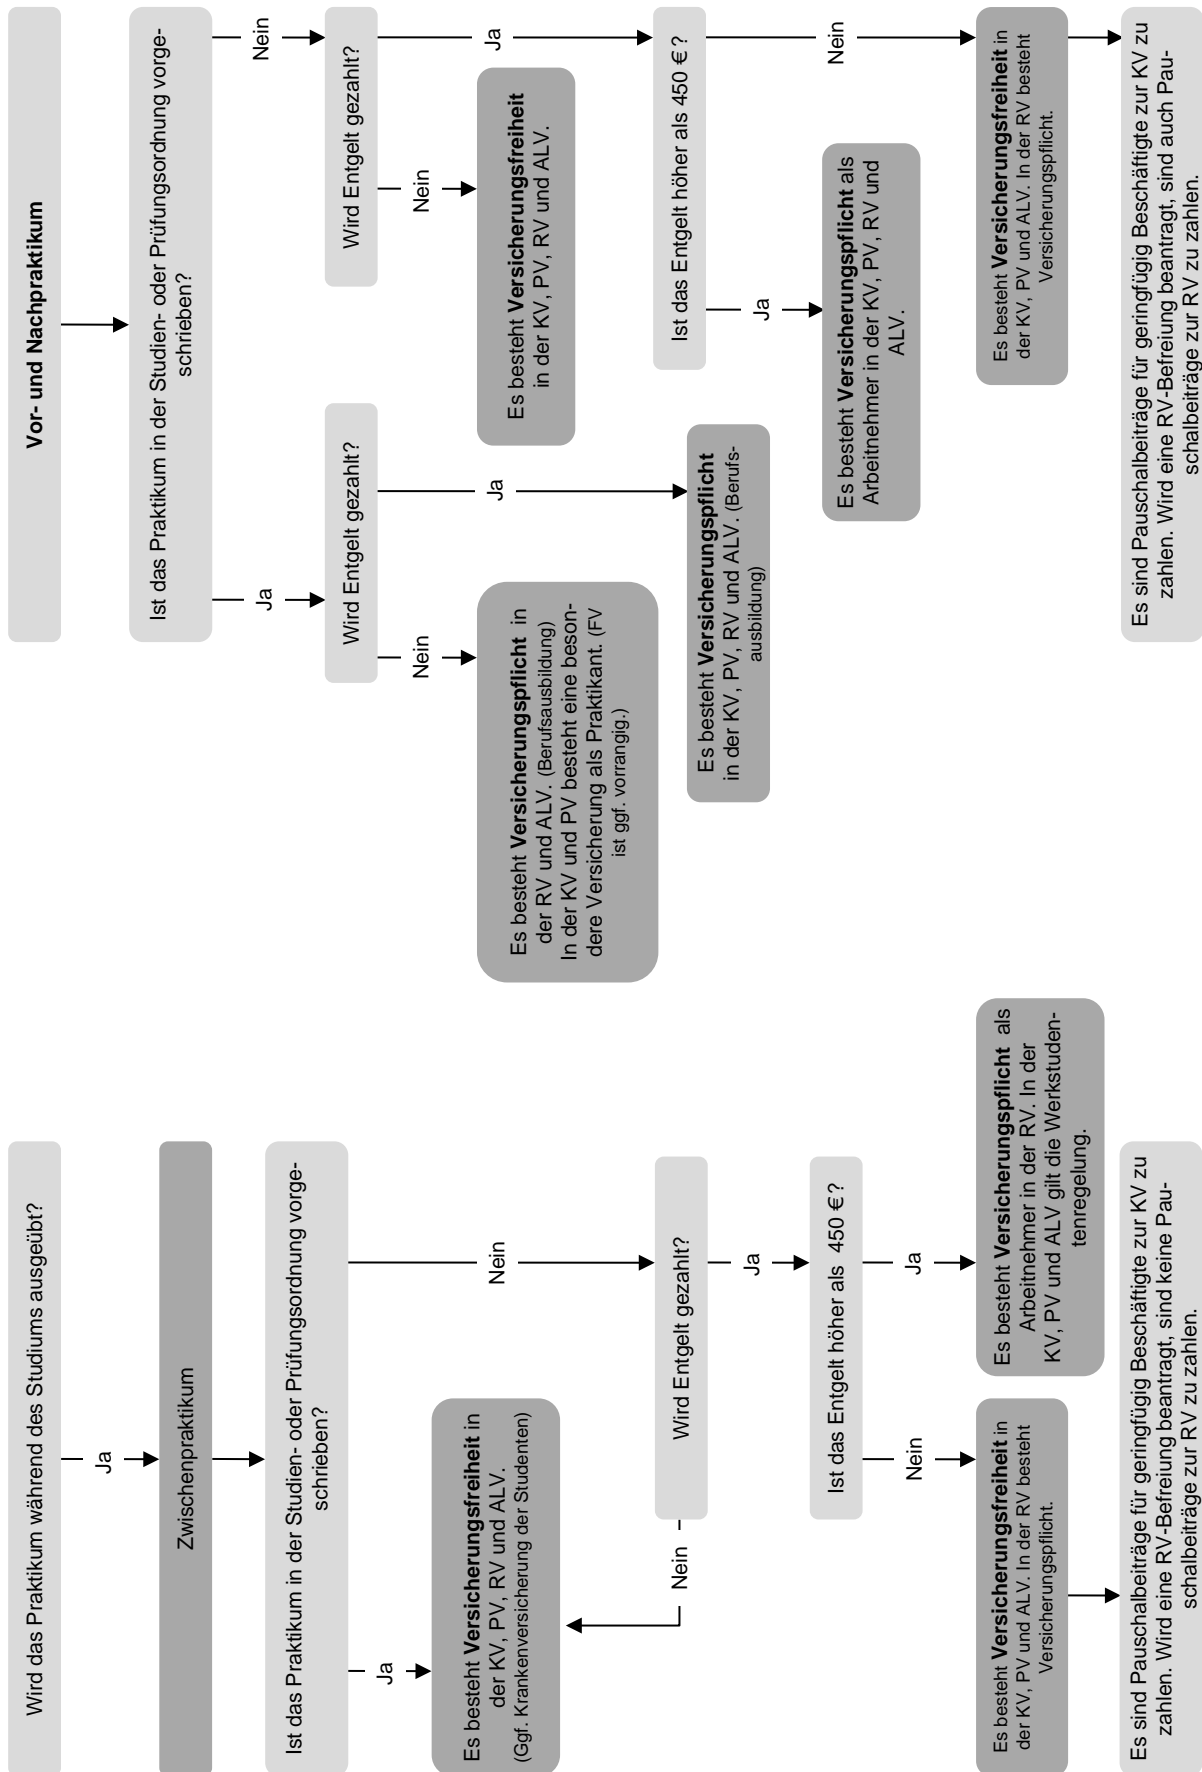 Wird das Praktikum während des Studiums ausgeübt?
Ja
Zwischenpraktikum
Ist das Praktikum in der Studien- oder Prüfungsordnung vorge-
schrieben?
Ja
Nein
Es besteht Versicherungsfreiheit in
der KV, PV, RV und ALV.
(Ggf. Krankenversicherung der Studenten)
Nein
Wird Entgelt gezahlt?
Ja
Ist das Entgelt höher als 450 €?
Nein
Ja
Es besteht Versicherungsfreiheit in
der KV, PV und ALV. In der RV besteht
Versicherungspflicht.
Es besteht Versicherungspflicht als
Arbeitnehmer in der RV. In der
KV, PV und ALV gilt die Werkstuden-
tenregelung.
Es sind Pauschalbeiträge für geringfügig Beschäftigte zur KV zu
zahlen. Wird eine RV-Befreiung beantragt, sind keine Pau-
schalbeiträge zur RV zu zahlen.
Vor- und Nachpraktikum
Ist das Praktikum in der Studien- oder Prüfungsordnung vorge-
schrieben?
Ja
Nein
Wird Entgelt gezahlt?
Wird Entgelt gezahlt?
Nein
Ja
Nein
Ja
Es besteht Versicherungspflicht in
der RV und ALV. (Berufsausbildung)
In der KV und PV besteht eine beson-
dere Versicherung als Praktikant. (FV
ist ggf. vorrangig.)
Es besteht Versicherungsfreiheit
in der KV, PV, RV und ALV.
Es besteht Versicherungspflicht
in der KV, PV, RV und ALV. (Berufs-
ausbildung)
Ist das Entgelt höher als 450 €?
Ja
Nein
Es besteht Versicherungspflicht als
Arbeitnehmer in der KV, PV, RV und
ALV.
Es besteht Versicherungsfreiheit in
der KV, PV und ALV. In der RV besteht
Versicherungspflicht.
Es sind Pauschalbeiträge für geringfügig Beschäftigte zur KV zu
zahlen. Wird eine RV-Befreiung beantragt, sind auch Pau-
schalbeiträge zur RV zu zahlen.